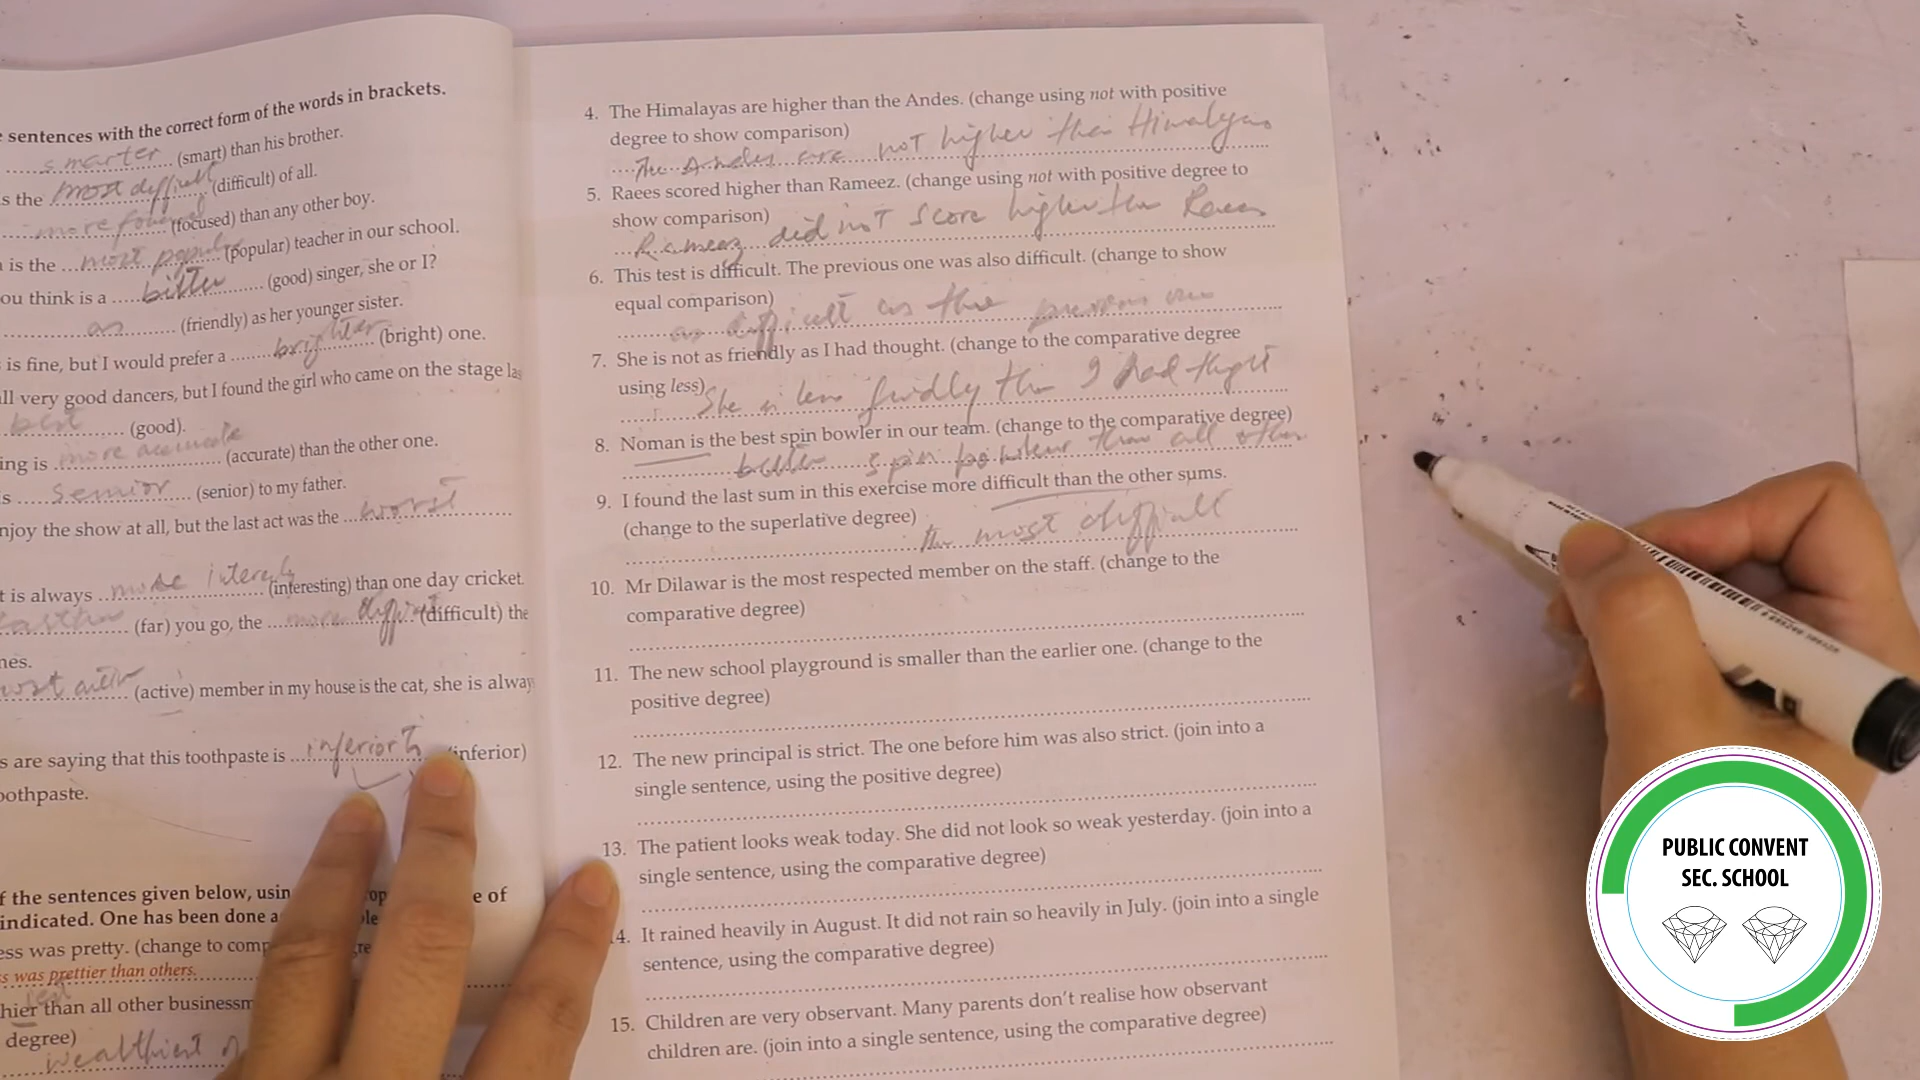 sentences with the correct form of the words in brackets.
smarter (smart) than his brother.
s the most difficult (difficult) of all.
(focused) than any other boy.
is the most popular (popular) teacher in our school.
ou think is a better (good) singer, she or I?
as (friendly) as her younger sister.
is fine, but I would prefer a brighter (bright) one.
ll very good dancers, but I found the girl who came on the stage las
best (good).
ing is more accurate (accurate) than the other one.
s senior (senior) to my father.
njoy the show at all, but the last act was the worst
t is always more (interesting) than one day cricket.
(far) you go, the more (difficult) the
nes.
(active) member in my house is the cat, she is alway
s are saying that this toothpaste is inferior to (inferior)
oothpaste.
f the sentences given below, usin e of
indicated. One has been done a
ess was pretty. (change to comp
s was prettier than others.
hier than all other businessm
degree)
wealthiest of
4. The Himalayas are higher than the Andes. (change using not with positive
degree to show comparison)
The Andes are not higher than Himalayas
5. Raees scored higher than Rameez. (change using not with positive degree to
show comparison)
Rameez did not score higher than Raees
6. This test is difficult. The previous one was also difficult. (change to show
equal comparison)
as difficult as the previous one
7. She is not as friendly as I had thought. (change to the comparative degree
using less)
She is less friendly than I had thought
8. Noman is the best spin bowler in our team. (change to the comparative degree)
better spin bowler than all other
9. I found the last sum in this exercise more difficult than the other sums.
(change to the superlative degree)
the most difficult
10. Mr Dilawar is the most respected member on the staff. (change to the
comparative degree)
11. The new school playground is smaller than the earlier one. (change to the
positive degree)
12. The new principal is strict. The one before him was also strict. (join into a
single sentence, using the positive degree)
13. The patient looks weak today. She did not look so weak yesterday. (join into a
single sentence, using the comparative degree)
4. It rained heavily in August. It did not rain so heavily in July. (join into a single
sentence, using the comparative degree)
15. Children are very observant. Many parents don't realise how observant
children are. (join into a single sentence, using the comparative degree)
PUBLIC CONVENT
SEC. SCHOOL